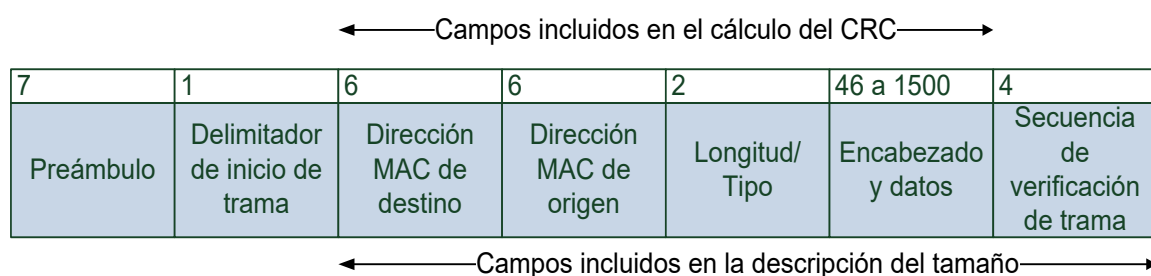 Campos incluidos en el cálculo del CRC
7 1 6 6 2 46 a 1500 4
Preámbulo
Delimitador
de inicio de
trama
Dirección
MAC de
destino
Dirección
MAC de
origen
Longitud/
Tipo
Encabezado
y datos
Secuencia
de
verificación
de trama
Campos incluidos en la descripción del tamaño